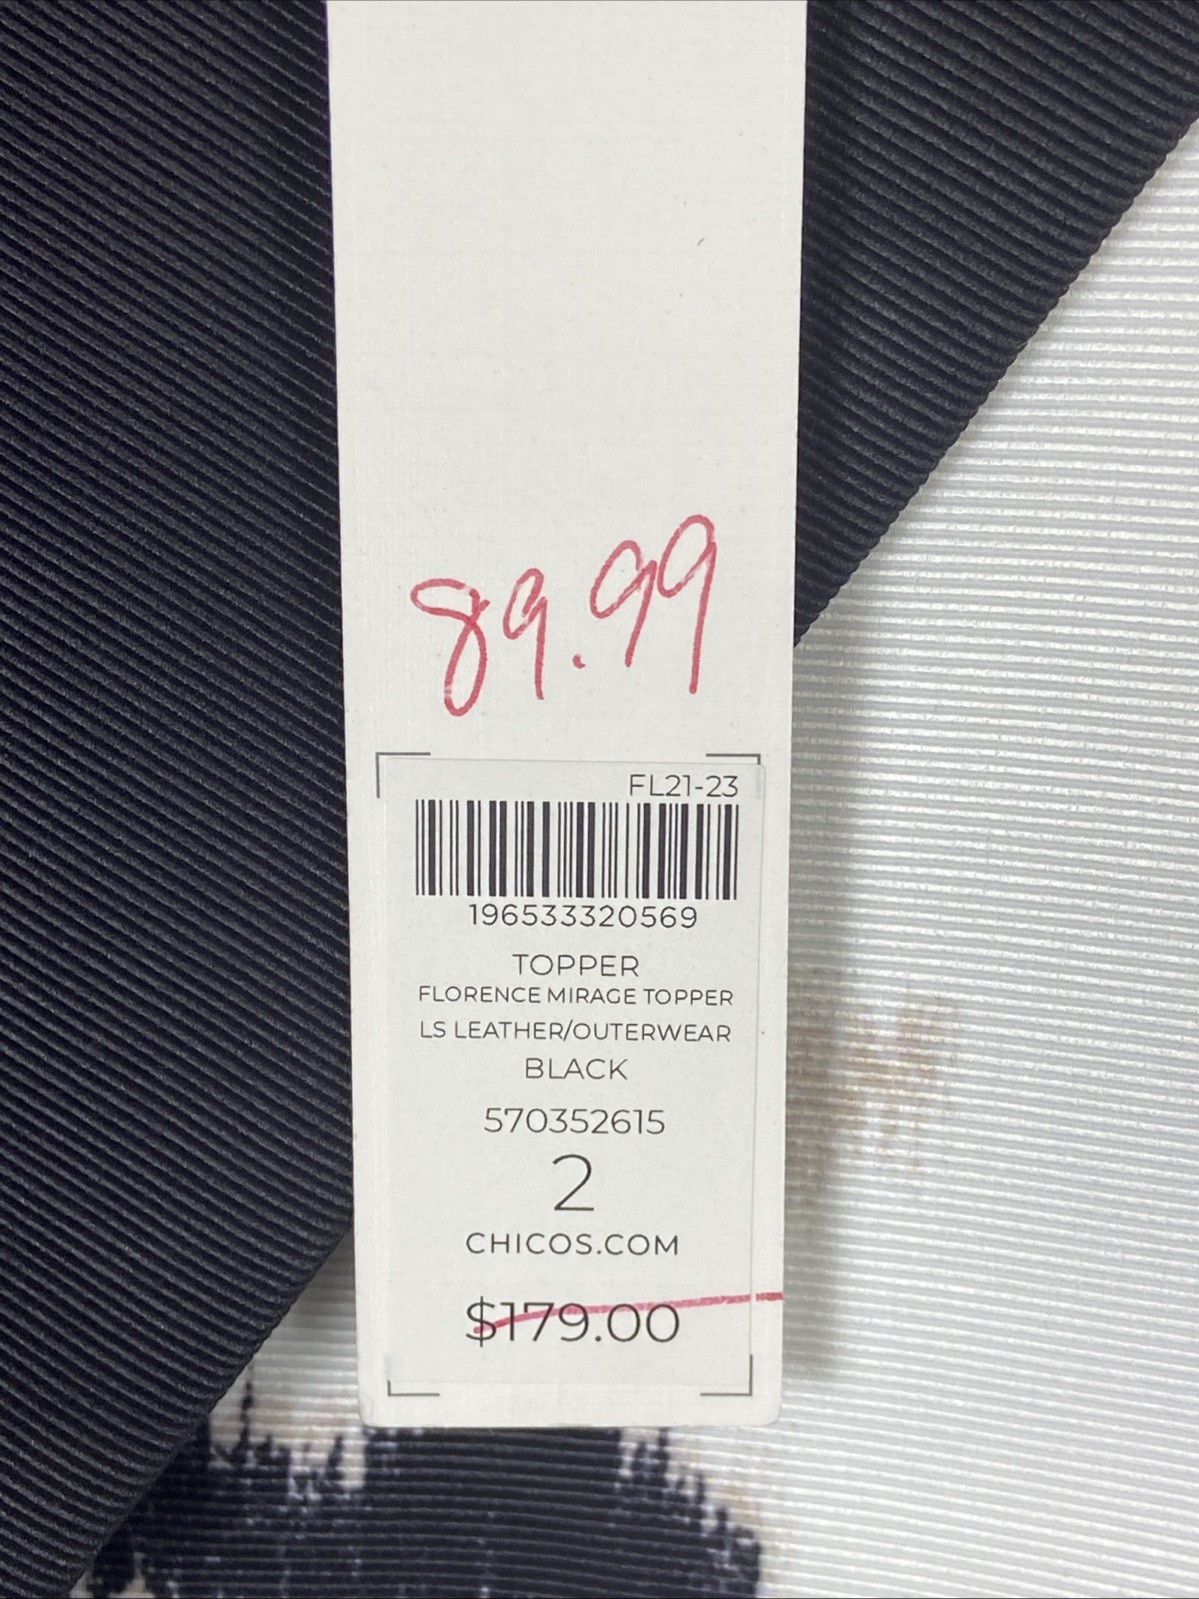 89.99
FL21-23
196533320569
TOPPER
FLORENCE MIRAGE TOPPER
LS LEATHER/OUTERWEAR
BLACK
570352615
2
CHICOS.COM
$179.00